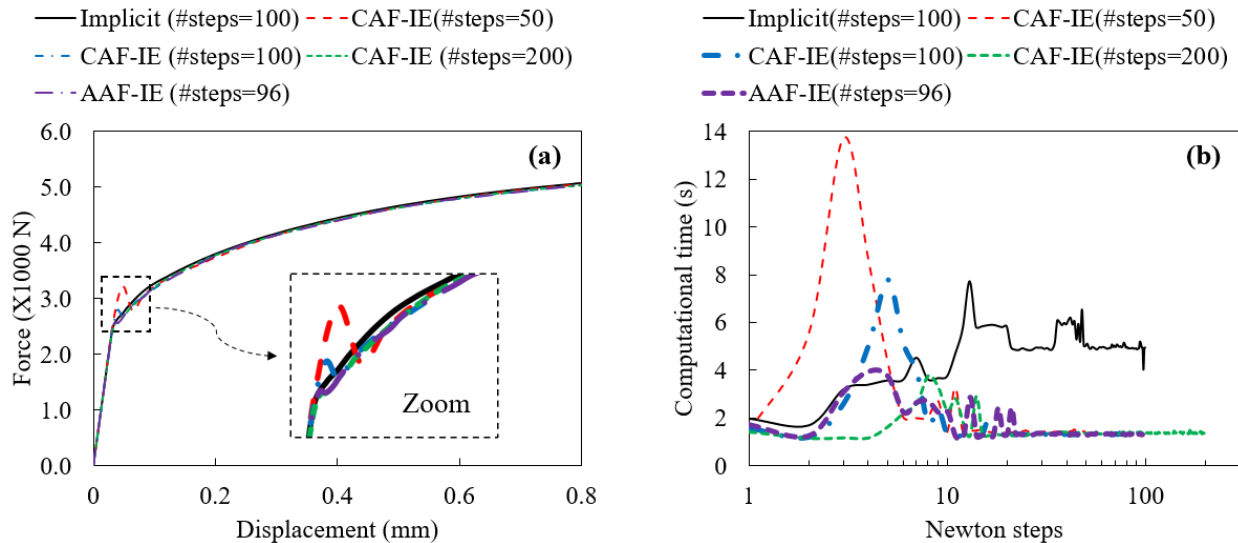 Implicit (#steps=100) CAF-IE (#steps=50)
CAF-IE (#steps=100) CAF-IE (#steps=200)
AAF-IE (#steps=96)
6.0
5.0
4.0
3.0
2.0
1.0
0.0
Force (X1000 N)
(a)
Zoom
0 0.2 0.4 0.6 0.8
Displacement (mm)
Implicit(#steps=100) CAF-IE(#steps=50)
CAF-IE(#steps=100) CAF-IE(#steps=200)
AAF-IE(#steps=96)
14
12
10
8
6
4
2
0
Computational time (s)
(b)
1 10 100
Newton steps